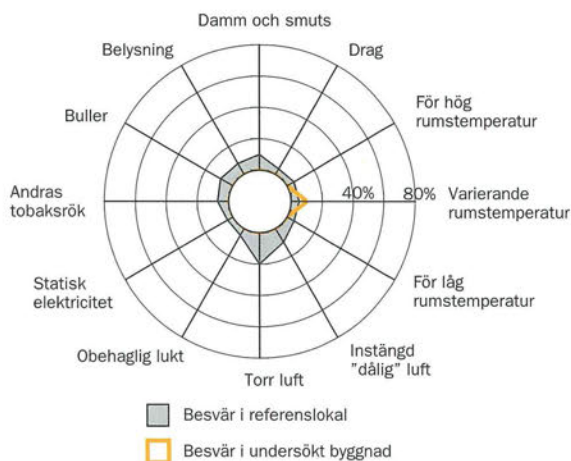 Damm och smuts
Belysning
Drag
Buller
För hög
rumstemperatur
Andras
tobaksrök
40%
80%
Varierande
rumstemperatur
Statisk
elektricitet
För låg
rumstemperatur
Obehaglig lukt
Instängd
"dålig" luft
Torr luft
Besvär i referenslokal
Besvär i undersökt byggnad